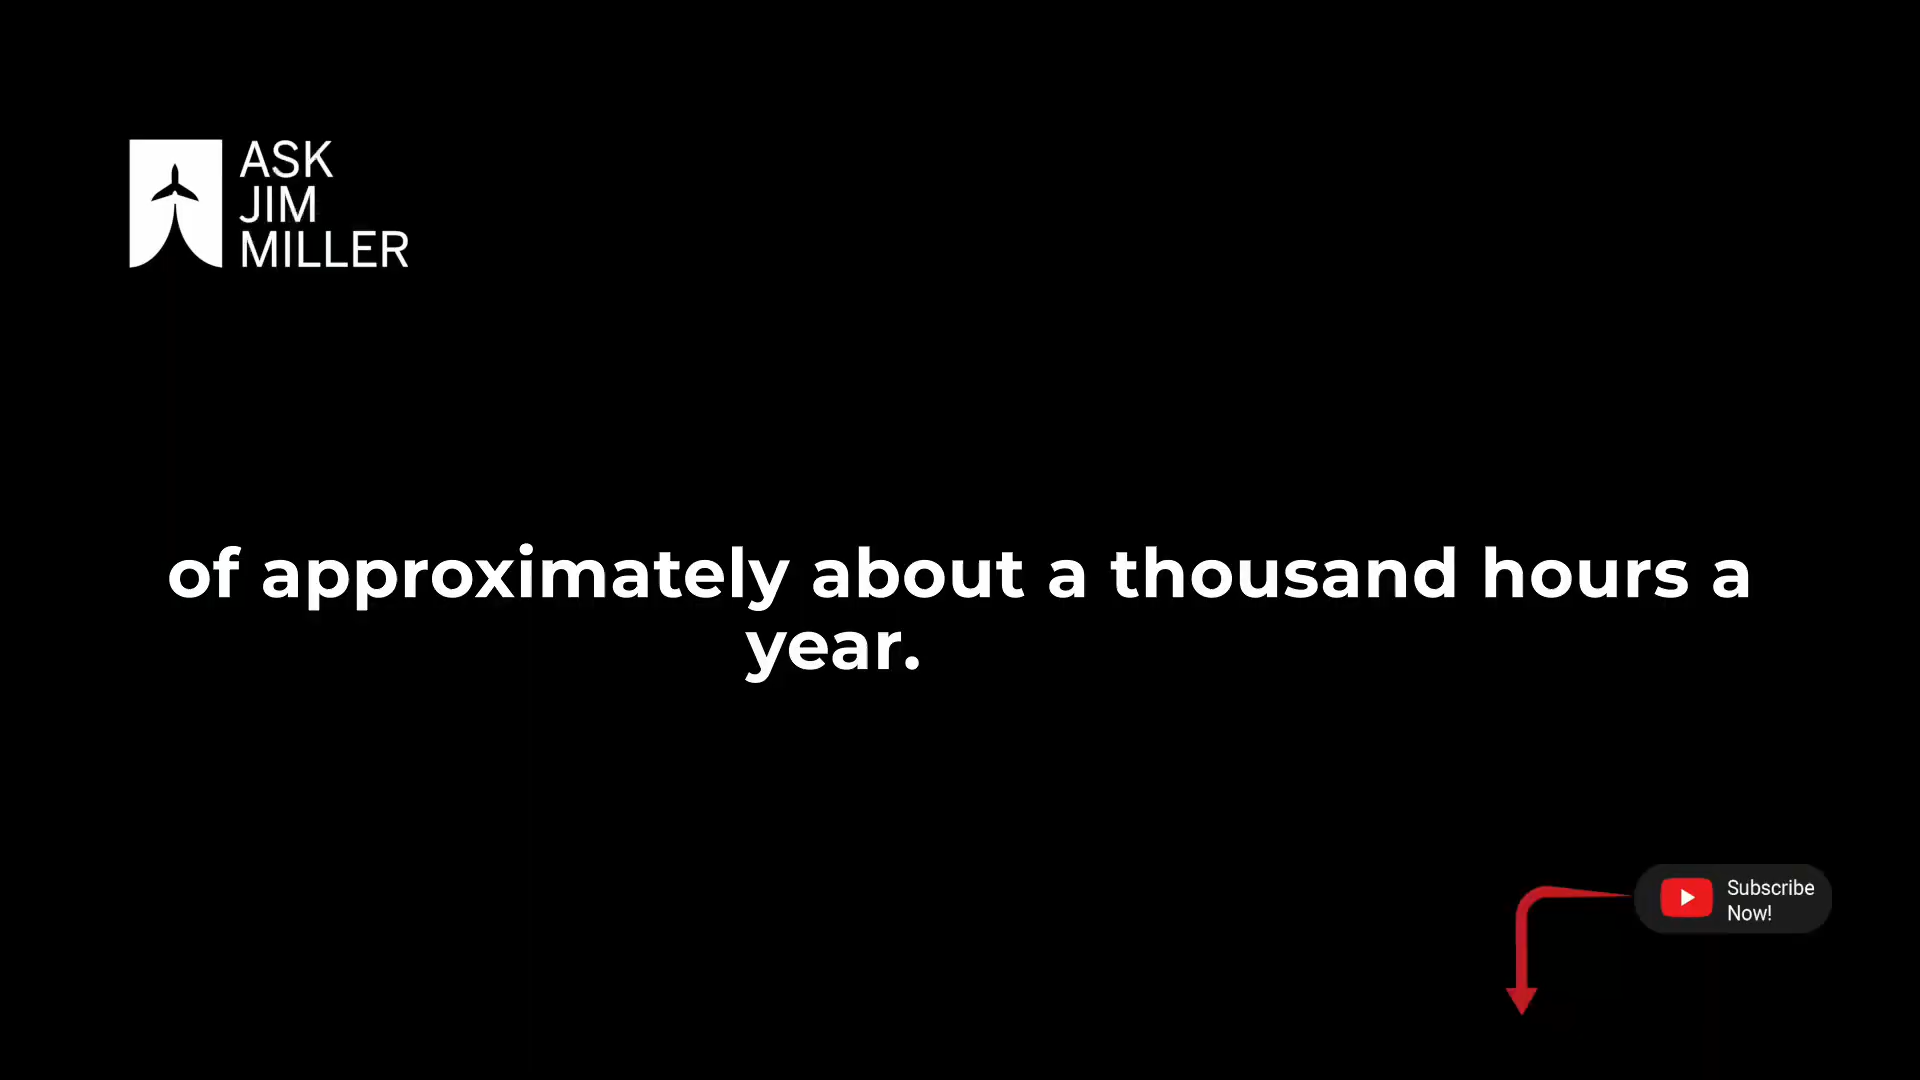 ASK
JIM
MILLER
of approximately about a thousand hours a
year.
Subscribe
Now!